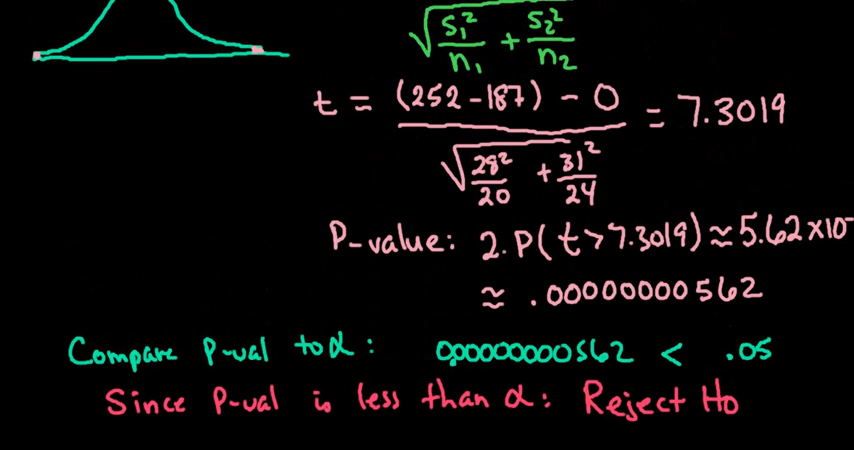 √(S₁²/n₁ + S₂²/n₂)
t = ((252 - 187) - 0) / √(28²/20 + 31²/24) = 7.3019
P-value: 2·P(t > 7.3019) ≈ 5.62×10⁻
≈ .00000000562
Compare P-val to α: 0.00000000562 < .05
Since P-val is less than α: Reject Ho